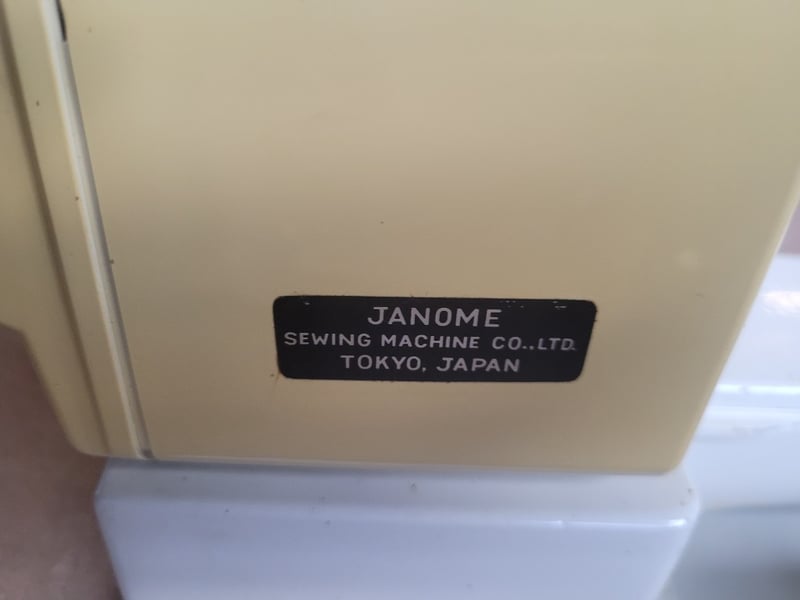 JANOME
SEWING MACHINE CO.,LTD.
TOKYO, JAPAN